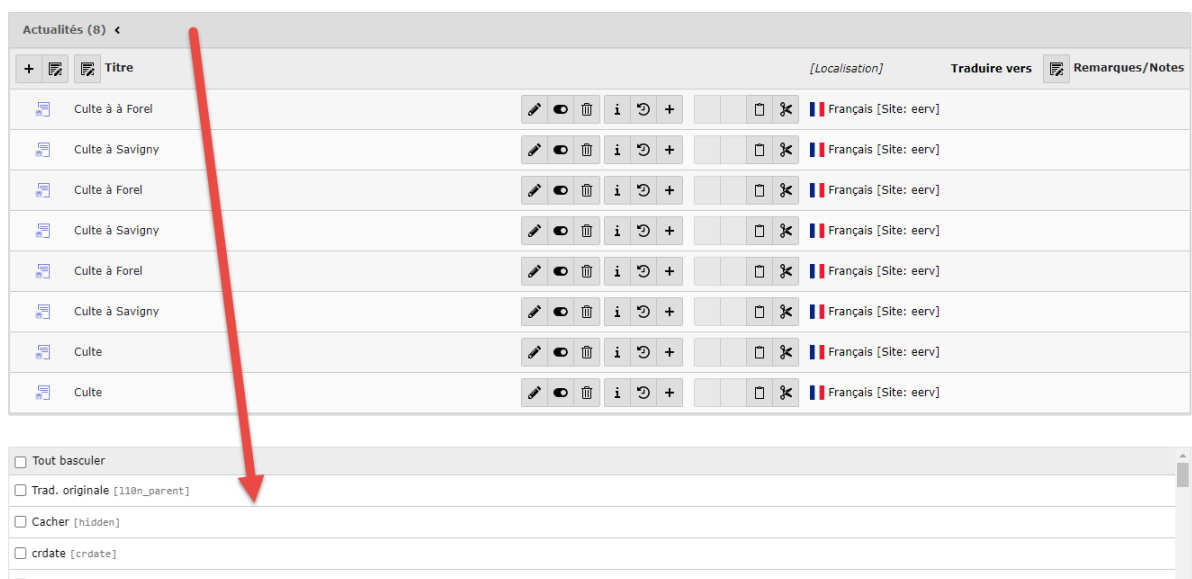 Actualités (8)
Titre [Localisation] Traduire vers Remarques/Notes
Culte à à Forel Français [Site: eerv]
Culte à Savigny Français [Site: eerv]
Culte à Forel Français [Site: eerv]
Culte à Savigny Français [Site: eerv]
Culte à Forel Français [Site: eerv]
Culte à Savigny Français [Site: eerv]
Culte Français [Site: eerv]
Culte Français [Site: eerv]
Tout basculer
Trad. originale [l10n_parent]
Cacher [hidden]
crdate [crdate]